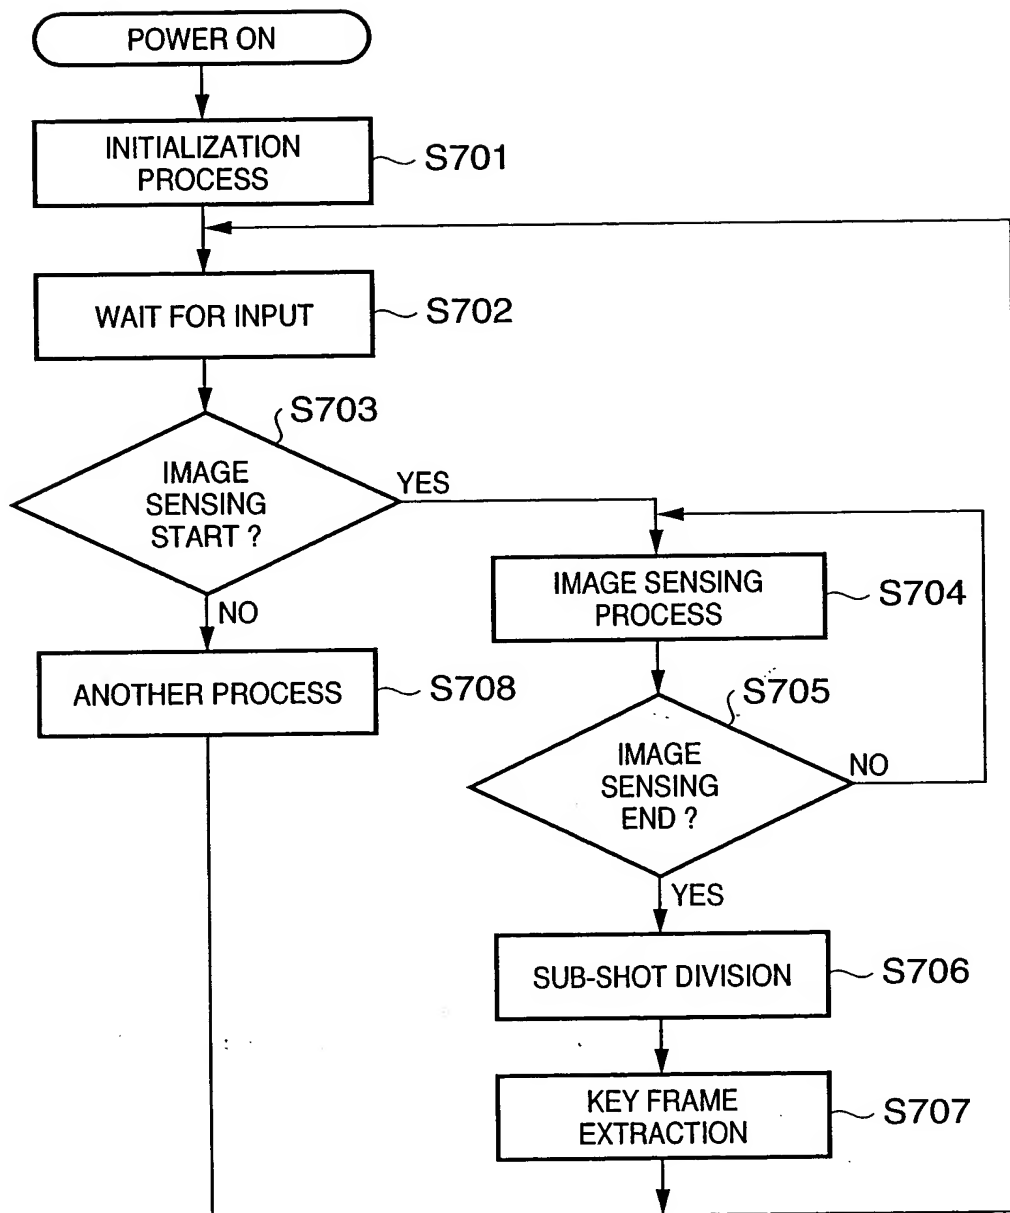 POWER ON
INITIALIZATION
PROCESS
S701
WAIT FOR INPUT
S702
S703
IMAGE
SENSING
START ?
YES
NO
IMAGE SENSING
PROCESS
S704
ANOTHER PROCESS
S708
S705
IMAGE
SENSING
END ?
NO
YES
SUB-SHOT DIVISION
S706
KEY FRAME
EXTRACTION
S707